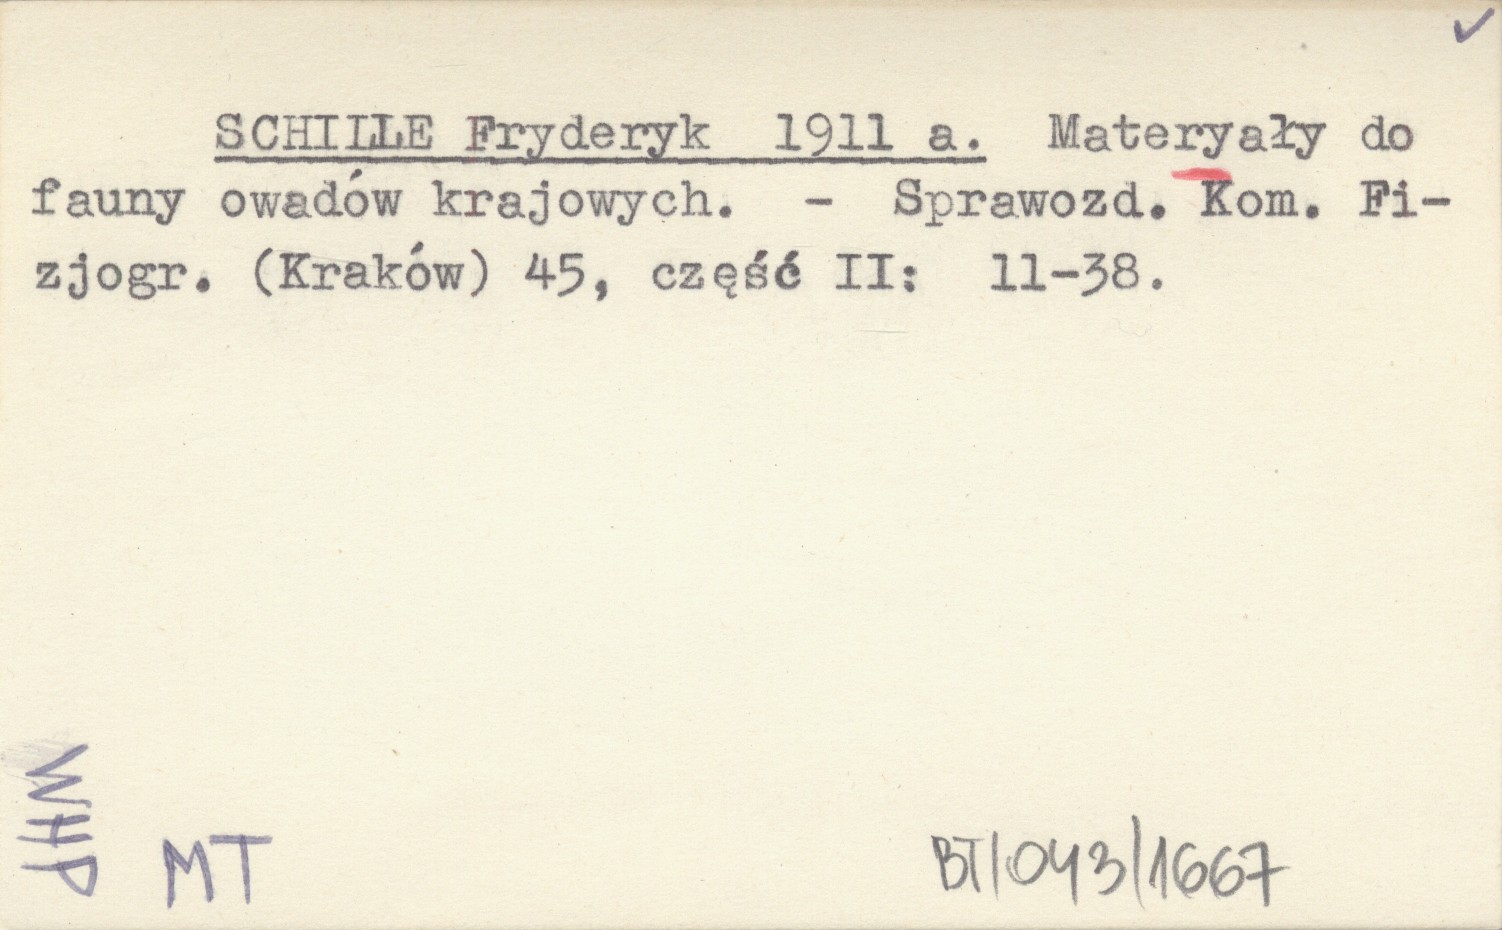 SCHILLE Fryderyk 1911 a. Materyały do
fauny owadów krajowych. - Sprawozd. Kom. Fi-
zjogr. (Kraków) 45, część II: 11-38.
WHP
MT
BT/043/1667